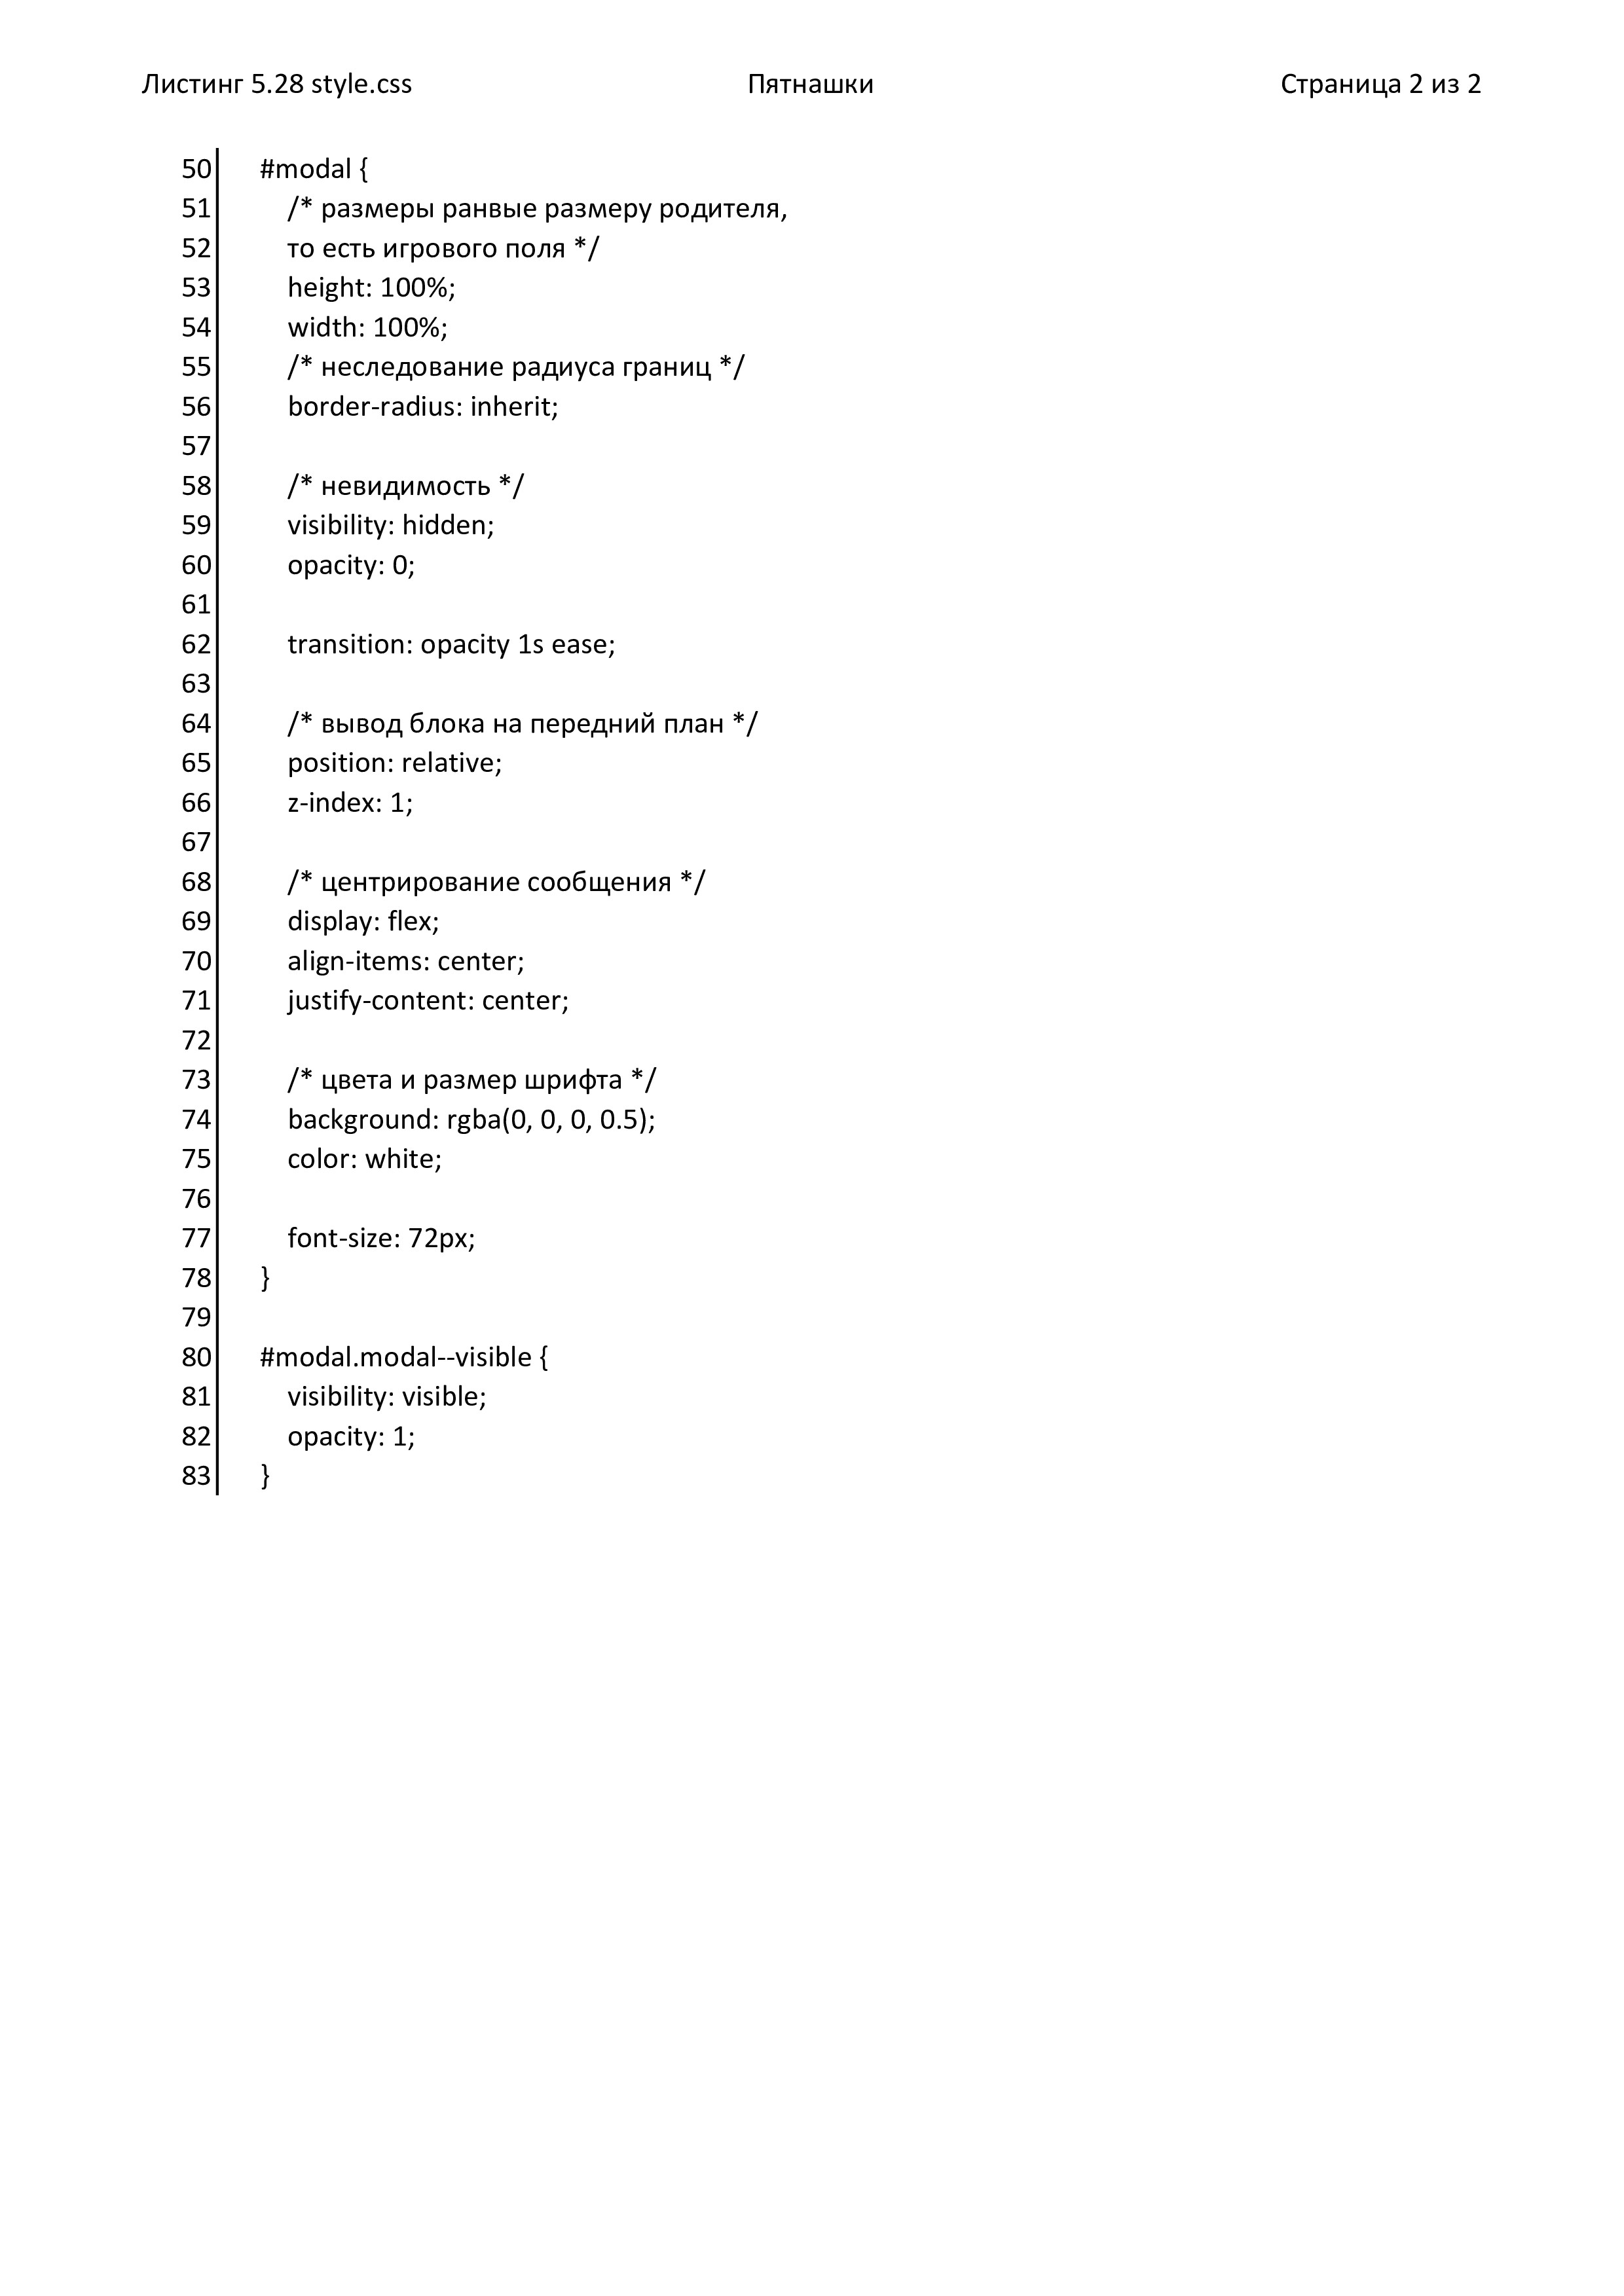 Листинг 5.28 style.css Пятнашки Страница 2 из 2
50 #modal {
51 /* размеры ранвые размеру родителя,
52 то есть игрового поля */
53 height: 100%;
54 width: 100%;
55 /* неследование радиуса границ */
56 border-radius: inherit;
57
58 /* невидимость */
59 visibility: hidden;
60 opacity: 0;
61
62 transition: opacity 1s ease;
63
64 /* вывод блока на передний план */
65 position: relative;
66 z-index: 1;
67
68 /* центрирование сообщения */
69 display: flex;
70 align-items: center;
71 justify-content: center;
72
73 /* цвета и размер шрифта */
74 background: rgba(0, 0, 0, 0.5);
75 color: white;
76
77 font-size: 72px;
78 }
79
80 #modal.modal--visible {
81 visibility: visible;
82 opacity: 1;
83 }